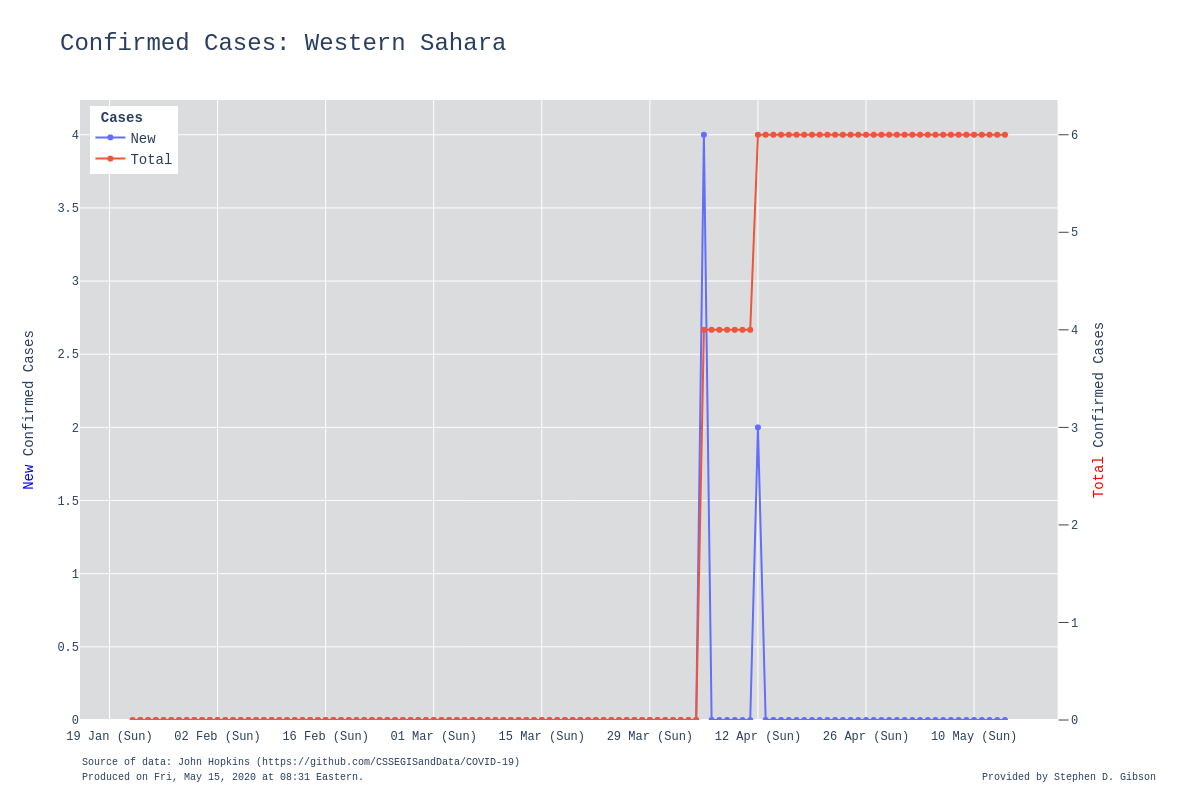 Confirmed Cases: Western Sahara
Cases
New
Total
4
3.5
3
2.5
2
1.5
1
0.5
0
New Confirmed Cases
6
5
4
3
2
1
0
Total Confirmed Cases
19 Jan (Sun) 02 Feb (Sun) 16 Feb (Sun) 01 Mar (Sun) 15 Mar (Sun) 29 Mar (Sun) 12 Apr (Sun) 26 Apr (Sun) 10 May (Sun)
Source of data: John Hopkins (https://github.com/CSSEGISandData/COVID-19)
Produced on Fri, May 15, 2020 at 08:31 Eastern.
Provided by Stephen D. Gibson